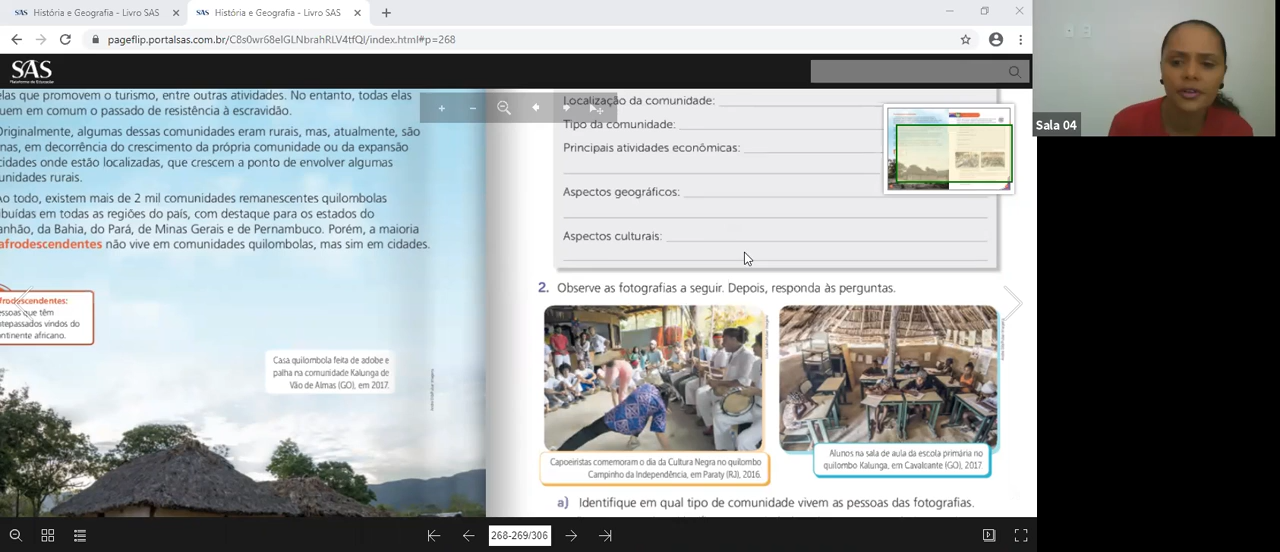 História e Geografia - Livro SAS
História e Geografia - Livro SAS
pageflip.portalsas.com.br/C8s0wr68eIGLNbrahRLV4tfQI/index.html#p=268
SAS
Plataforma de Educação
elas que promovem o turismo, entre outras atividades. No entanto, todas elas
uem em comum o passado de resistência à escravidão.
Originalmente, algumas dessas comunidades eram rurais, mas, atualmente, são
nas, em decorrência do crescimento da própria comunidade ou da expansão
cidades onde estão localizadas, que crescem a ponto de envolver algumas
unidades rurais.
Ao todo, existem mais de 2 mil comunidades remanescentes quilombolas
ibuídas em todas as regiões do país, com destaque para os estados do
anhão, da Bahia, do Pará, de Minas Gerais e de Pernambuco. Porém, a maioria
afrodescendentes não vive em comunidades quilombolas, mas sim em cidades.
frodescendentes:
essoas que têm
ntepassados vindos do
ontinente africano.
Casa quilombola feita de adobe e
palha na comunidade Kalunga de
Vão de Almas (GO), em 2017.
Localização da comunidade:
Tipo da comunidade:
Principais atividades econômicas:
Aspectos geográficos:
Aspectos culturais:
2. Observe as fotografias a seguir. Depois, responda às perguntas.
Capoeiristas comemoram o dia da Cultura Negra no quilombo
Campinho da Independência, em Paraty (RJ), 2016.
Alunos na sala de aula da escola primária no
quilombo Kalunga, em Cavalcante (GO), 2017
a) Identifique em qual tipo de comunidade vivem as pessoas das fotografias.
268-269/306
Sala 04